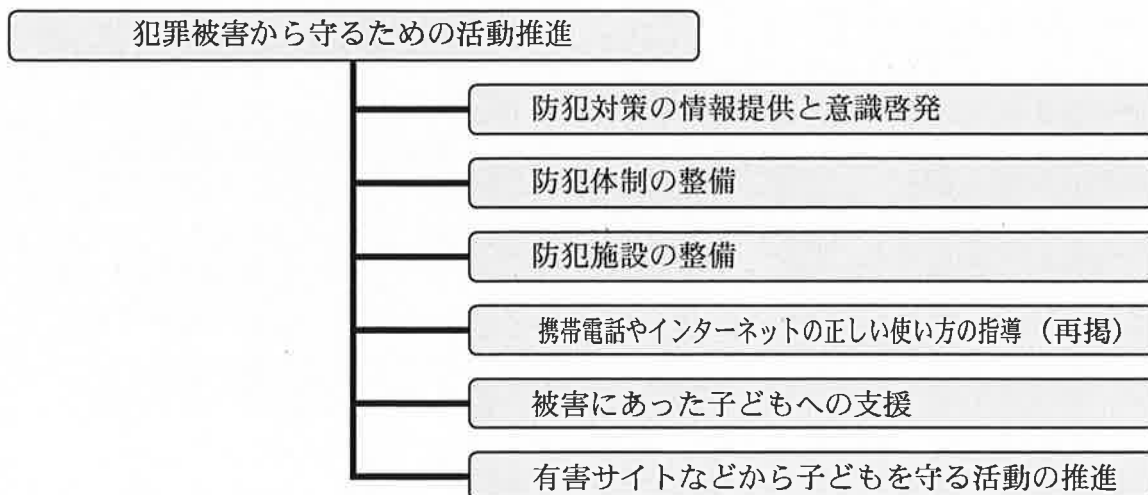 犯罪被害から守るための活動推進
防犯対策の情報提供と意識啓発
防犯体制の整備
防犯施設の整備
携帯電話やインターネットの正しい使い方の指導（再掲）
被害にあった子どもへの支援
有害サイトなどから子どもを守る活動の推進